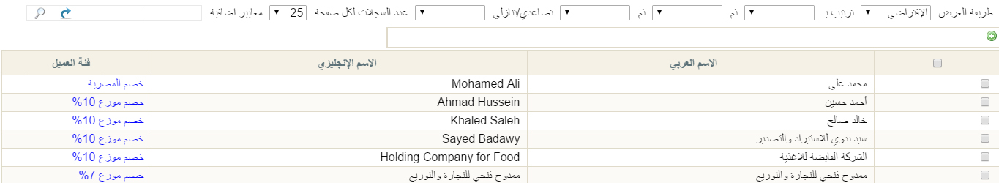 طريقة العرض الإفتراضي ترتيب بـ ثم ثم تصاعدي/تنازلي عدد السجلات لكل صفحة 25 معايير اضافية
الاسم العربي الاسم الإنجليزي فئة العميل
محمد علي Mohamed Ali خصم المصرية
أحمد حسين Ahmad Hussein خصم موزع 10%
خالد صالح Khaled Saleh خصم موزع 10%
سيد بدوي للاستيراد والتصدير Sayed Badawy خصم موزع 10%
الشركة القابضة للاغذية Holding Company for Food خصم موزع 10%
ممدوح فتحي للتجارة والتوزيع ممدوح فتحي للتجارة والتوزيع خصم موزع 7%